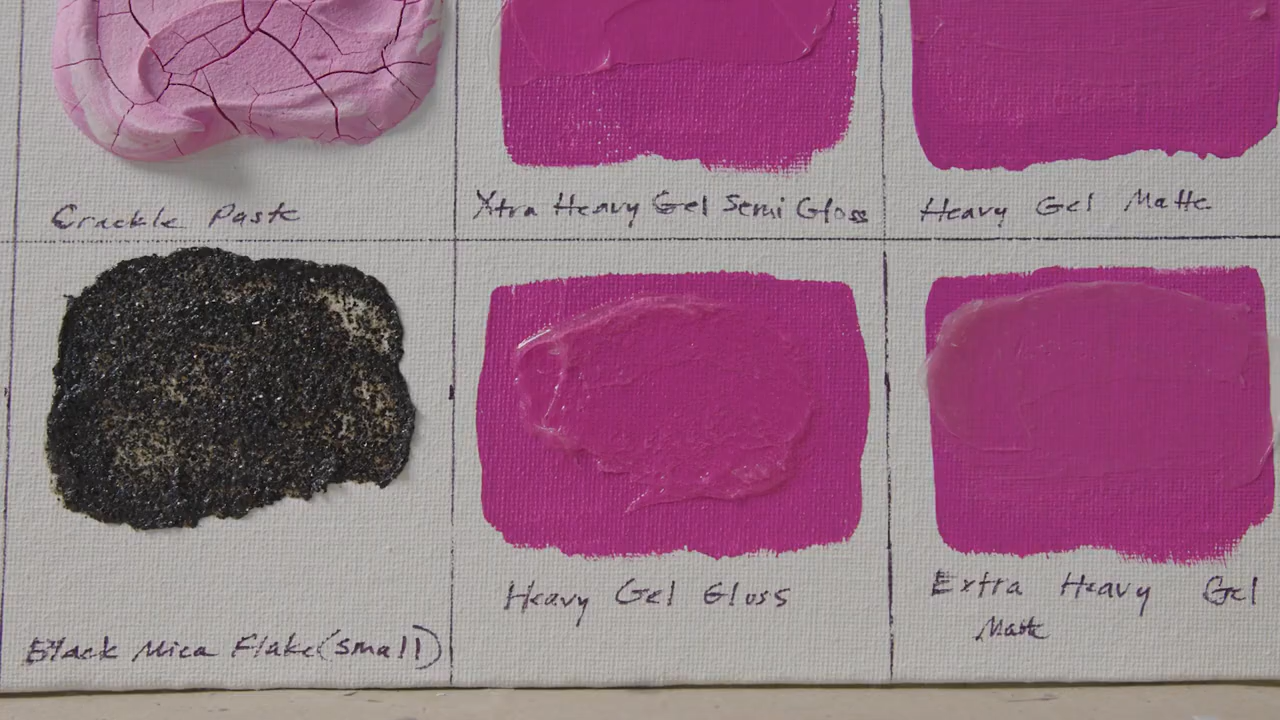 Crackle Paste
Xtra Heavy Gel Semi Gloss
Heavy Gel Matte
Black Mica Flake (small)
Heavy Gel Gloss
Extra Heavy Gel
Matte